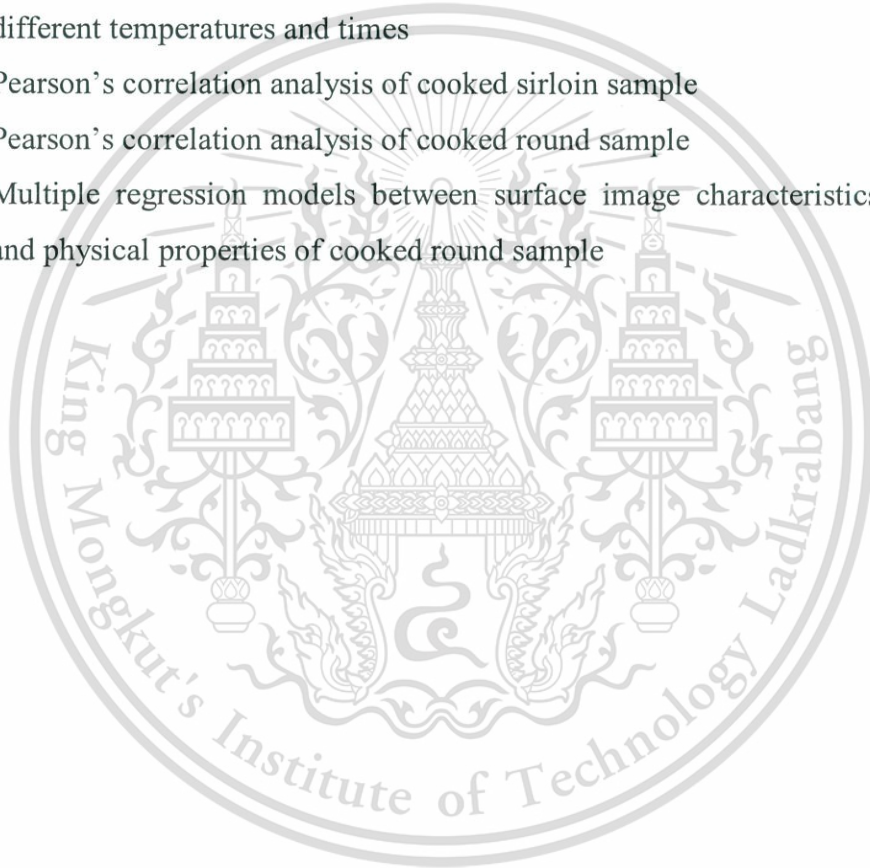 different temperatures and times
Pearson's correlation analysis of cooked sirloin sample
Pearson's correlation analysis of cooked round sample
Multiple regression models between surface image characteristics
and physical properties of cooked round sample
King Mongkut's Institute of Technology Ladkrabang